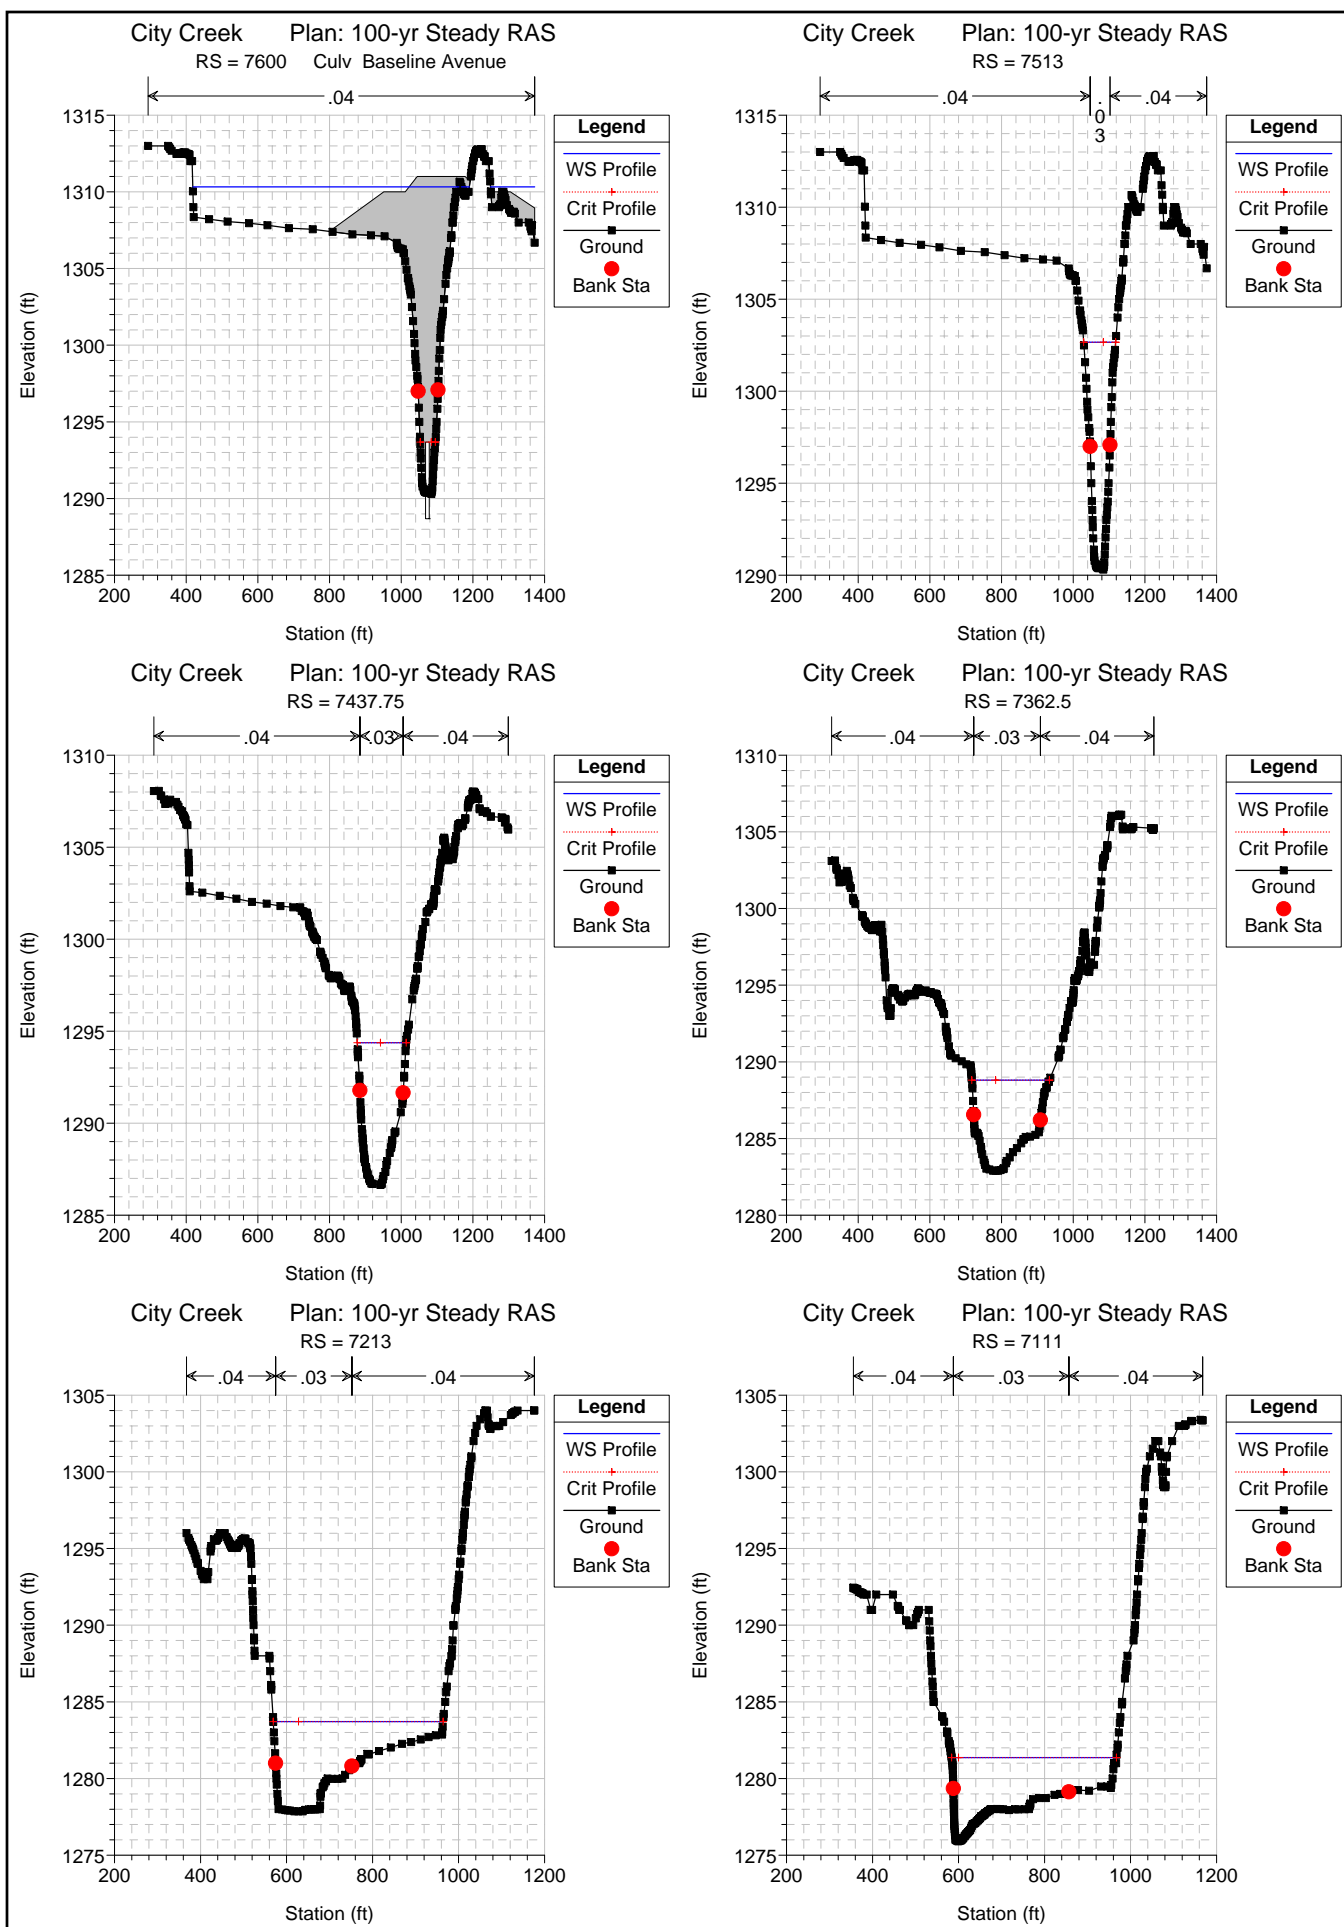 City Creek Plan: 100-yr Steady RAS
RS = 7600 Culv Baseline Avenue
.04
1315
1310
1305
1300
1295
1290
1285
200 400 600 800 1000 1200 1400
Elevation (ft)
Station (ft)
Legend
WS Profile
Crit Profile
Ground
Bank Sta
City Creek Plan: 100-yr Steady RAS
RS = 7513
.04 .03 .04
1315
1310
1305
1300
1295
1290
200 400 600 800 1000 1200 1400
Elevation (ft)
Station (ft)
Legend
WS Profile
Crit Profile
Ground
Bank Sta
City Creek Plan: 100-yr Steady RAS
RS = 7437.75
.04 .03 .04
1310
1305
1300
1295
1290
1285
200 400 600 800 1000 1200 1400
Elevation (ft)
Station (ft)
Legend
WS Profile
Crit Profile
Ground
Bank Sta
City Creek Plan: 100-yr Steady RAS
RS = 7362.5
.04 .03 .04
1310
1305
1300
1295
1290
1285
1280
200 400 600 800 1000 1200 1400
Elevation (ft)
Station (ft)
Legend
WS Profile
Crit Profile
Ground
Bank Sta
City Creek Plan: 100-yr Steady RAS
RS = 7213
.04 .03 .04
1305
1300
1295
1290
1285
1280
1275
200 400 600 800 1000 1200
Elevation (ft)
Station (ft)
Legend
WS Profile
Crit Profile
Ground
Bank Sta
City Creek Plan: 100-yr Steady RAS
RS = 7111
.04 .03 .04
1305
1300
1295
1290
1285
1280
1275
200 400 600 800 1000 1200
Elevation (ft)
Station (ft)
Legend
WS Profile
Crit Profile
Ground
Bank Sta